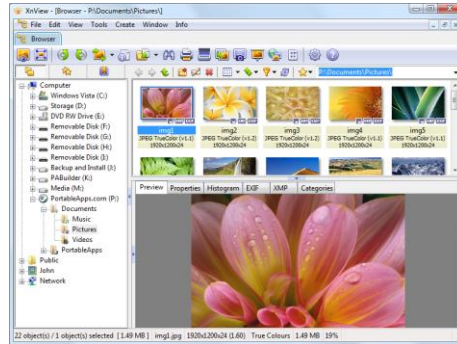 XnView - [Browser - P:\Documents\Pictures\]
File Edit View Tools Create Window Info
Browser
P:\Documents\Pictures\
Computer
Windows Vista (C:)
Storage (D:)
DVD RW Drive (E:)
Removable Disk (F:)
Removable Disk (G:)
Removable Disk (H:)
Removable Disk (I:)
Backup and Install (J:)
PABuilder (K:)
Media (M:)
PortableApps.com (P:)
Documents
Music
Pictures
Videos
PortableApps
Public
John
Network
img1 img2 img3 img4 img5
JPEG TrueColor (v1.1) JPEG TrueColor (v1.2) JPEG TrueColor (v1.2) JPEG TrueColor (v1.1) JPEG TrueColor (v1.1)
1920x1200x24 1920x1200x24 1920x1200x24 1920x1200x24 1920x1200x24
Preview Properties Histogram EXIF XMP Categories
22 object(s) / 1 object(s) selected [1.49 MB] img1.jpg 1920x1200x24 (1.60) True Colours 1.49 MB 19%